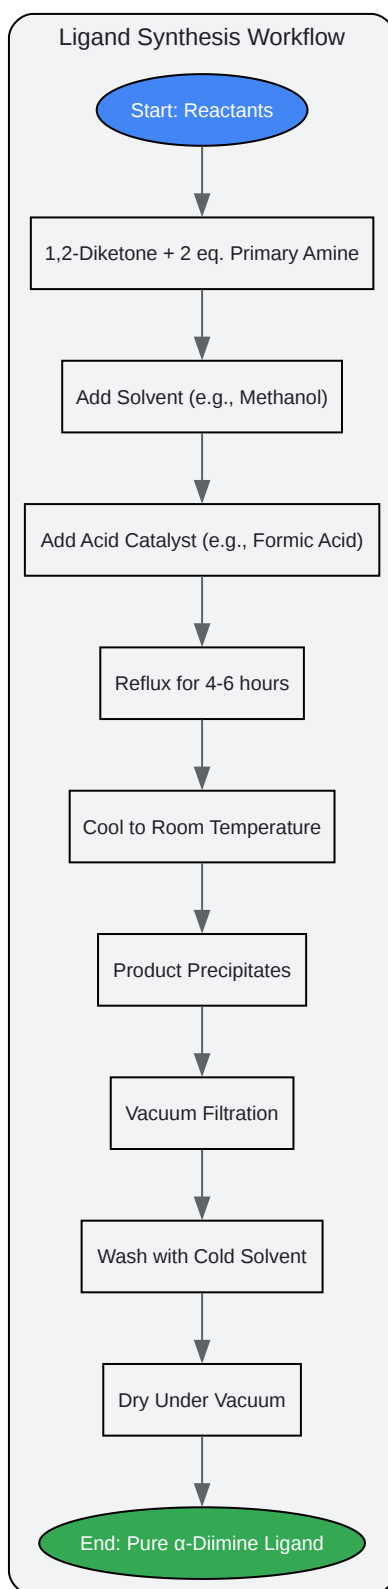 Ligand Synthesis Workflow
Start: Reactants
1,2-Diketone + 2 eq. Primary Amine
Add Solvent (e.g., Methanol)
Add Acid Catalyst (e.g., Formic Acid)
Reflux for 4-6 hours
Cool to Room Temperature
Product Precipitates
Vacuum Filtration
Wash with Cold Solvent
Dry Under Vacuum
End: Pure α-Diimine Ligand